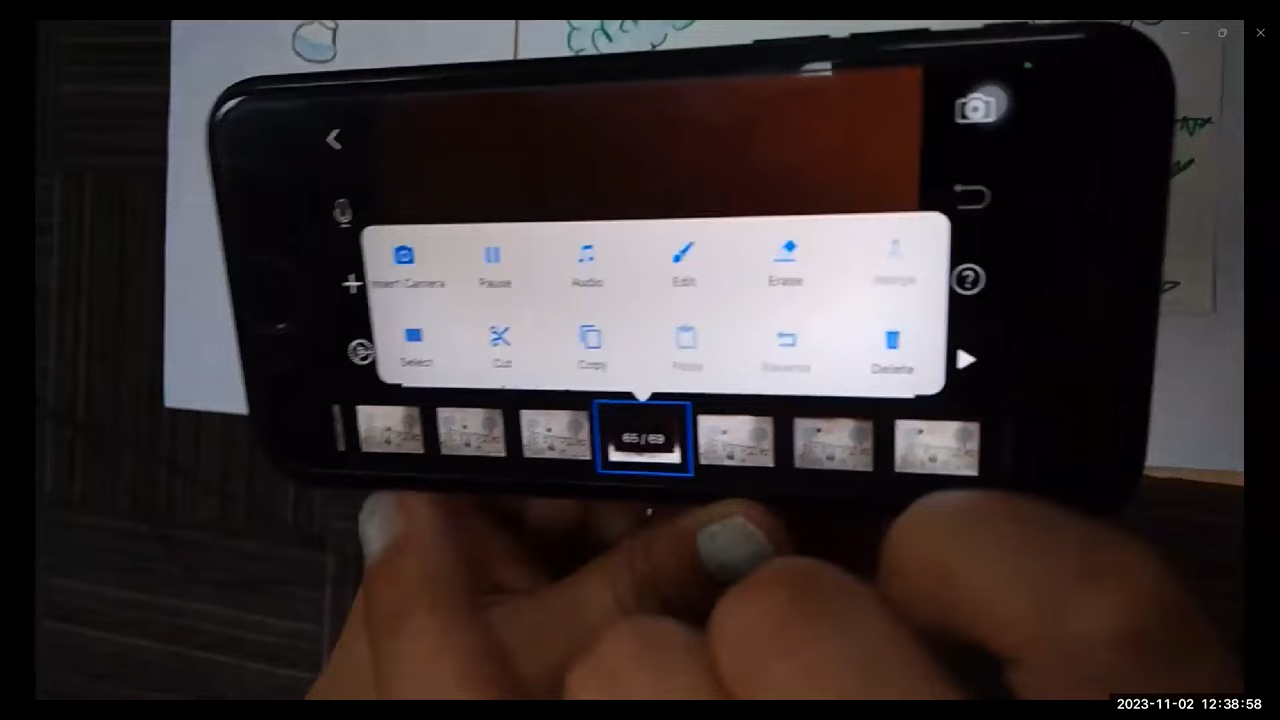 Insert Camera Pause Audio Edit Erase
Select Cut Copy Paste Reverse Delete
65 / 69
2023-11-02 12:38:58